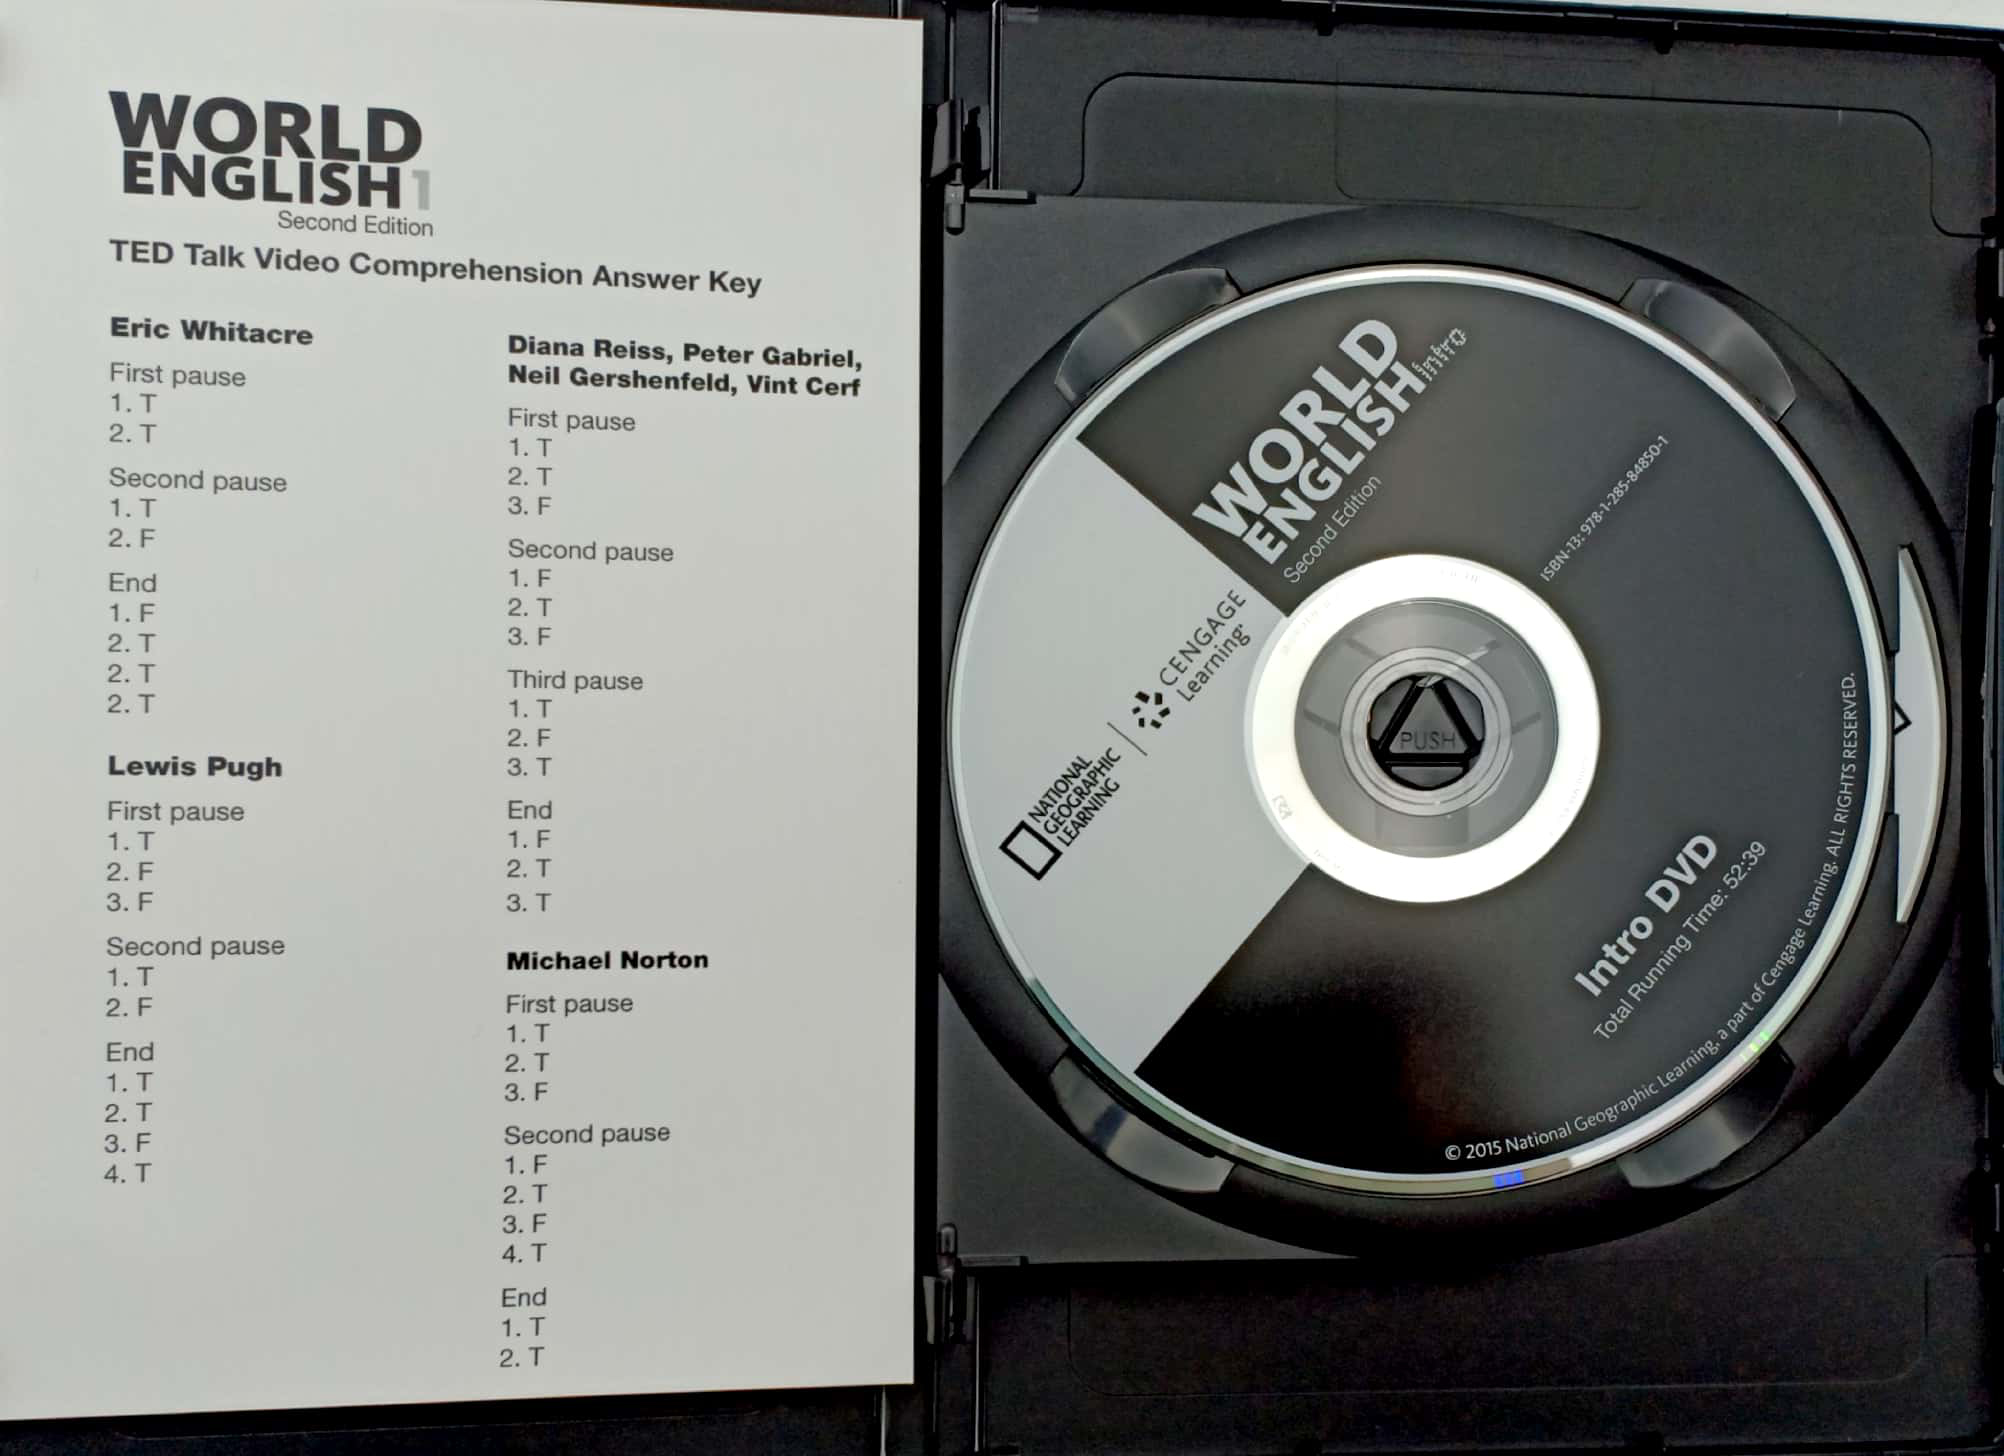 WORLD
ENGLISH 1
Second Edition
TED Talk Video Comprehension Answer Key
Eric Whitacre
First pause
1. T
2. T
Second pause
1. T
2. F
End
1. F
2. T
2. T
2. T
Lewis Pugh
First pause
1. T
2. F
3. F
Second pause
1. T
2. F
End
1. T
2. T
3. F
4. T
Diana Reiss, Peter Gabriel,
Neil Gershenfeld, Vint Cerf
First pause
1. T
2. T
3. F
Second pause
1. F
2. T
3. F
Third pause
1. T
2. F
3. T
End
1. F
2. T
3. T
Michael Norton
First pause
1. T
2. T
3. F
Second pause
1. F
2. T
3. F
4. T
End
1. T
2. T
WORLD
ENGLISH intro
Second Edition
ISBN-13: 978-1-285-84850-1
NATIONAL
GEOGRAPHIC
LEARNING
CENGAGE
Learning·
PUSH
Intro DVD
Total Running Time: 52:39
© 2015 National Geographic Learning, a part of Cengage Learning. ALL RIGHTS RESERVED.